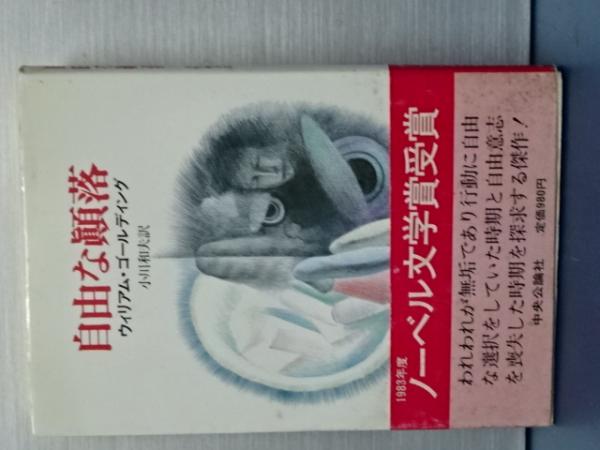 自由な顚落
ウィリアム・ゴールディング
小川和夫訳
1983年度
ノーベル文学賞受賞
われわれが無垢であり行動に自由
な選択をしていた時期と自由意志
を喪失した時期を探求する傑作！
中央公論社 定価980円